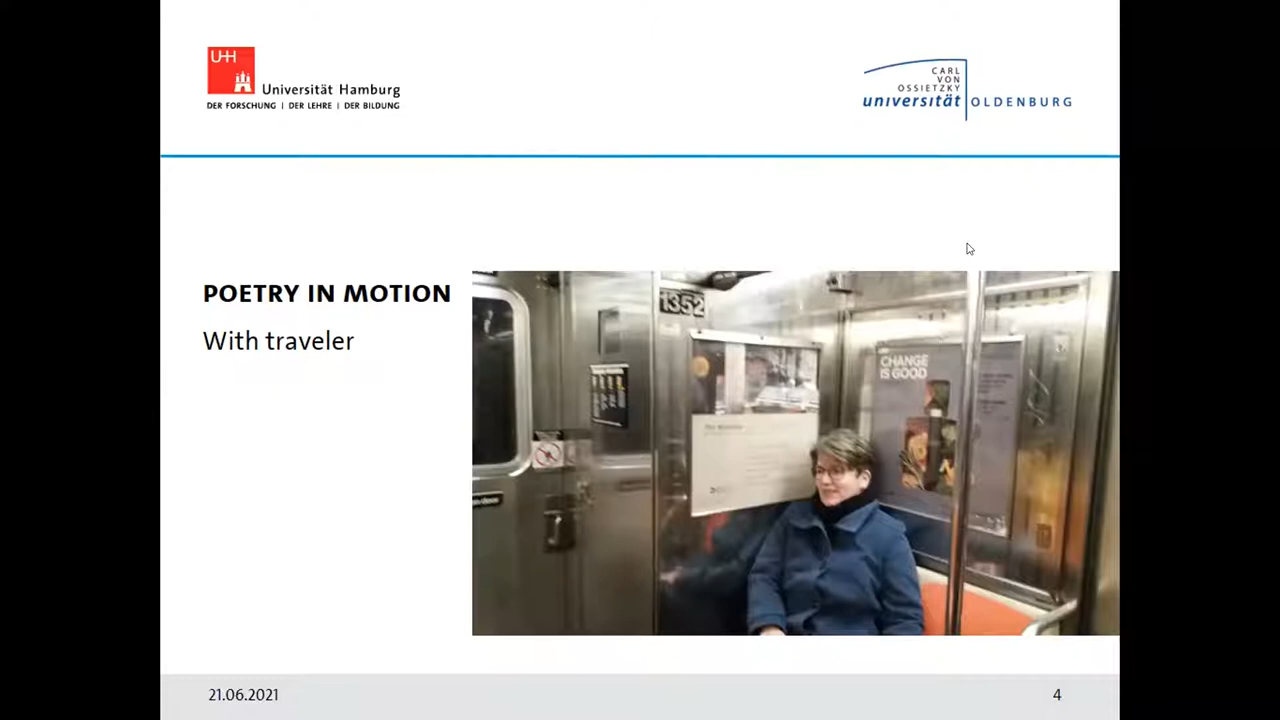 UHH
Universität Hamburg
DER FORSCHUNG | DER LEHRE | DER BILDUNG
CARL
VON
OSSIETZKY
universität OLDENBURG
POETRY IN MOTION
With traveler
1352
CHANGE
IS GOOD
21.06.2021
4